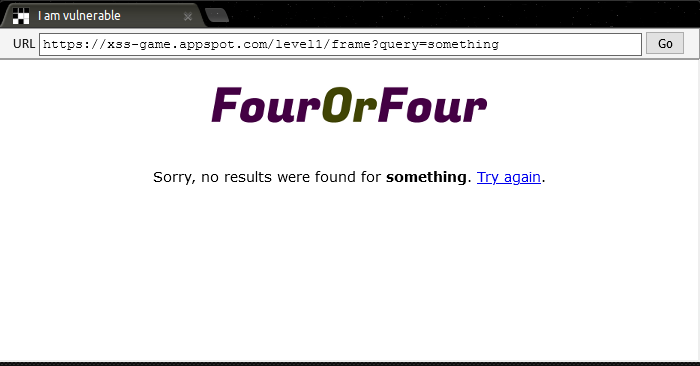 I am vulnerable
URL https://xss-game.appspot.com/level1/frame?query=something Go
FourOrFour
Sorry, no results were found for something. Try again.